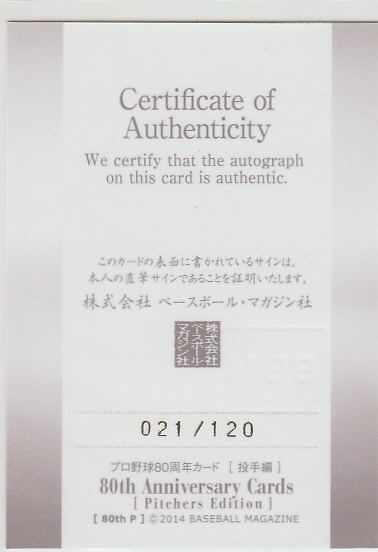 Certificate of
Authenticity
We certify that the autograph
on this card is authentic.
このカードの表面に書かれているサインは、
本人の直筆サインであることを証明いたします。
株式会社 ベースボール・マガジン社
株式会社
ベースボール・
マガジン社
021/120
プロ野球80周年カード [投手編]
80th Anniversary Cards
[ Pitchers Edition ]
[ 80th P ] ©2014 BASEBALL MAGAZINE